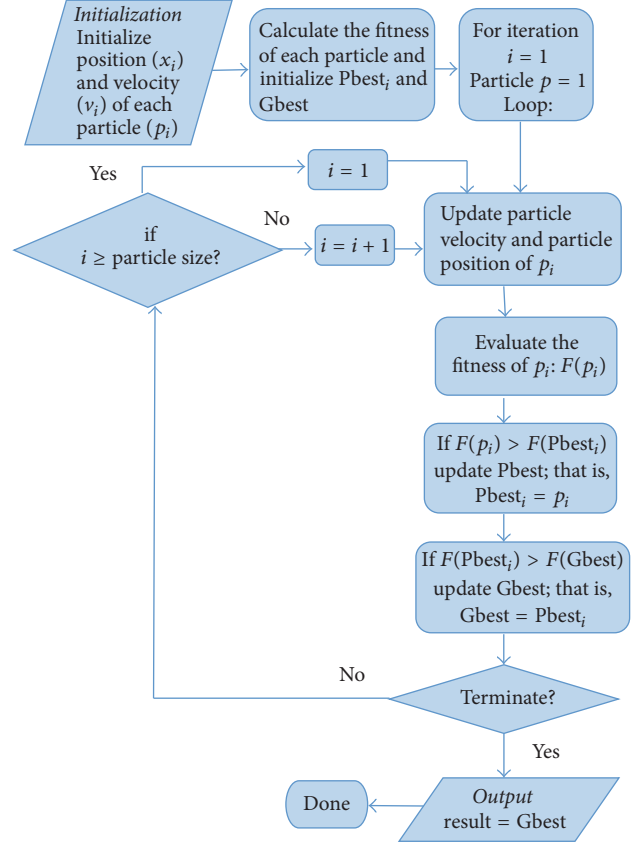 Initialization
Initialize
position (xᵢ)
and velocity
(vᵢ) of each
particle (pᵢ)
Calculate the fitness
of each particle and
initialize Pbestᵢ and
Gbest
For iteration
i = 1
Particle p = 1
Loop:
Yes
i = 1
if
i ≥ particle size?
No
i = i + 1
Update particle
velocity and particle
position of pᵢ
Evaluate the
fitness of pᵢ: F(pᵢ)
If F(pᵢ) > F(Pbestᵢ)
update Pbest; that is,
Pbestᵢ = pᵢ
If F(Pbestᵢ) > F(Gbest)
update Gbest; that is,
Gbest = Pbestᵢ
No
Terminate?
Yes
Done
Output
result = Gbest